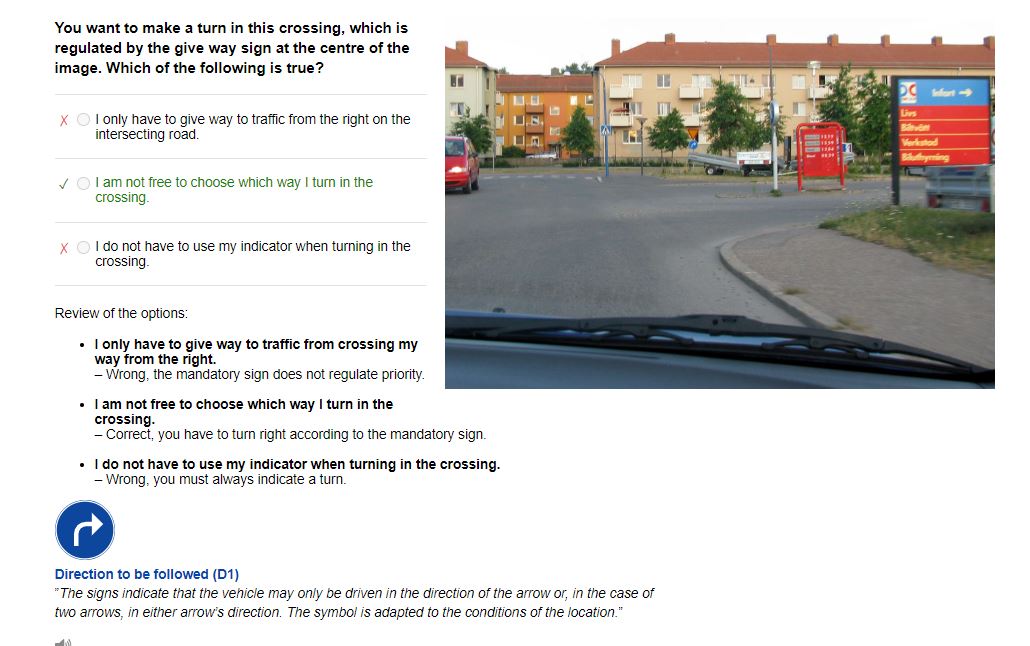 You want to make a turn in this crossing, which is
regulated by the give way sign at the centre of the
image. Which of the following is true?
I only have to give way to traffic from the right on the
intersecting road.
I am not free to choose which way I turn in the
crossing.
I do not have to use my indicator when turning in the
crossing.
Infart →
Livs
Biltvätt
Verkstad
Biluthyrning
Review of the options:
• I only have to give way to traffic from crossing my
way from the right.
– Wrong, the mandatory sign does not regulate priority.
• I am not free to choose which way I turn in the
crossing.
– Correct, you have to turn right according to the mandatory sign.
• I do not have to use my indicator when turning in the crossing.
– Wrong, you must always indicate a turn.
Direction to be followed (D1)
"The signs indicate that the vehicle may only be driven in the direction of the arrow or, in the case of
two arrows, in either arrow's direction. The symbol is adapted to the conditions of the location."